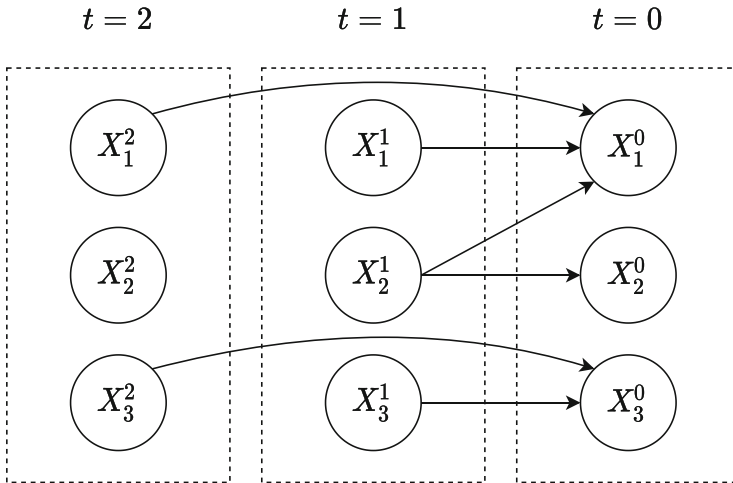 t = 2 t = 1 t = 0
X₁² X₁¹ X₁⁰
X₂² X₂¹ X₂⁰
X₃² X₃¹ X₃⁰